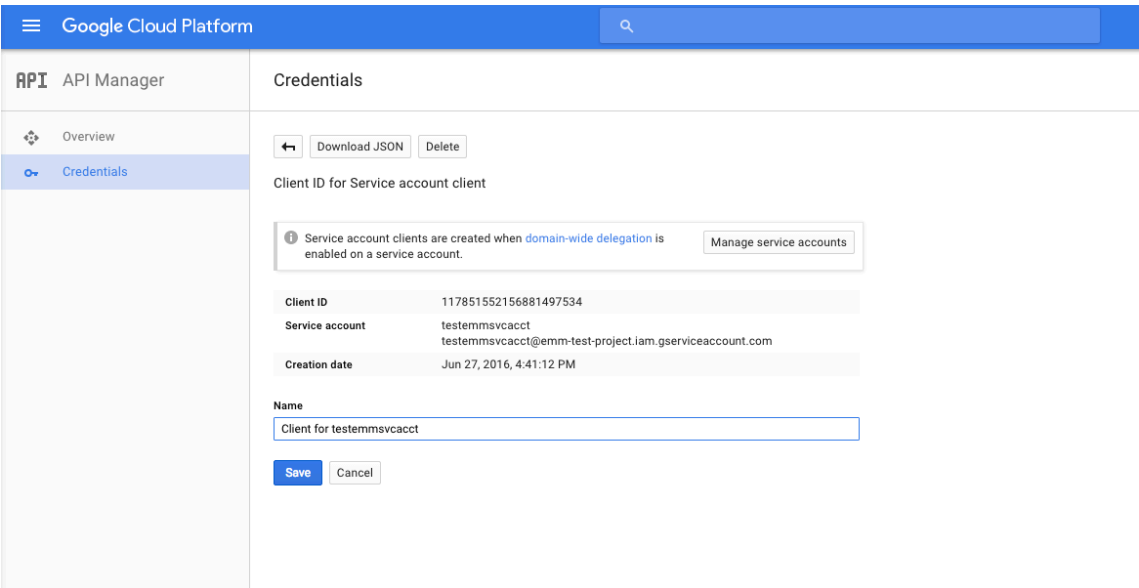 Google Cloud Platform
API API Manager
Credentials
Overview
Credentials
Download JSON Delete
Client ID for Service account client
Service account clients are created when domain-wide delegation is
enabled on a service account.
Manage service accounts
Client ID 117851552156881497534
Service account testemmsvcacct
testemmsvcacct@emm-test-project.iam.gserviceaccount.com
Creation date Jun 27, 2016, 4:41:12 PM
Name
Client for testemmsvcacct
Save Cancel